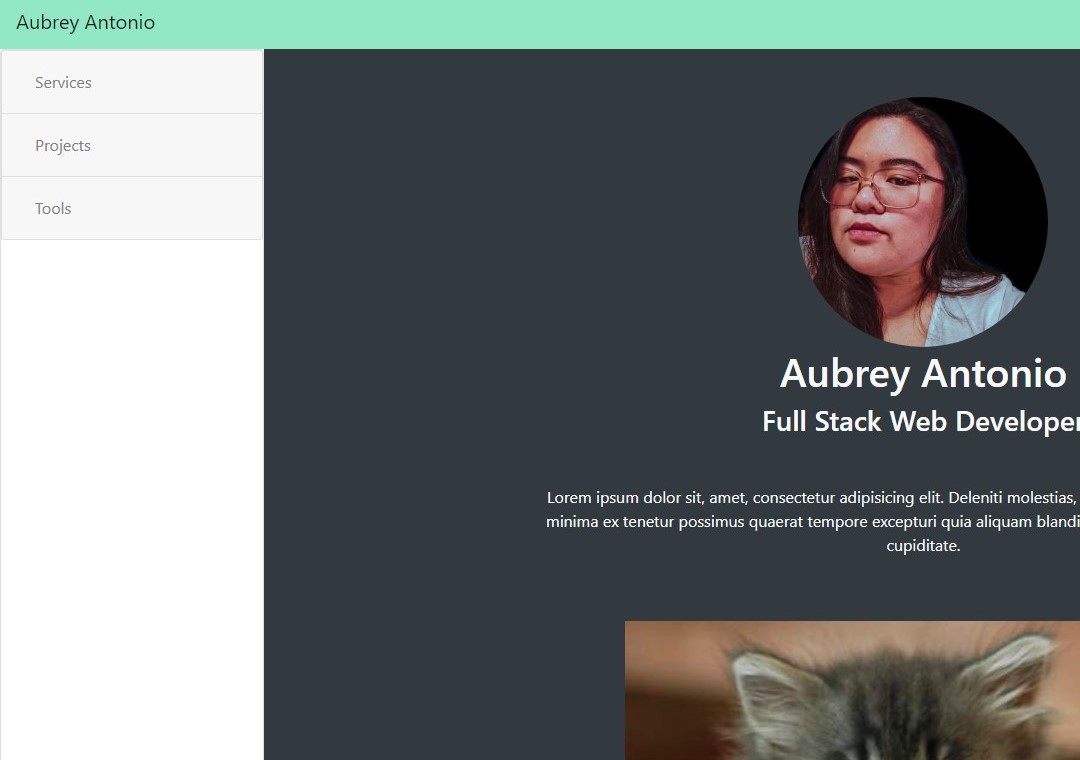 Aubrey Antonio
Services
Projects
Tools
Aubrey Antonio
Full Stack Web Developer
Lorem ipsum dolor sit, amet, consectetur adipisicing elit. Deleniti molestias,
minima ex tenetur possimus quaerat tempore excepturi quia aliquam blandi
cupiditate.